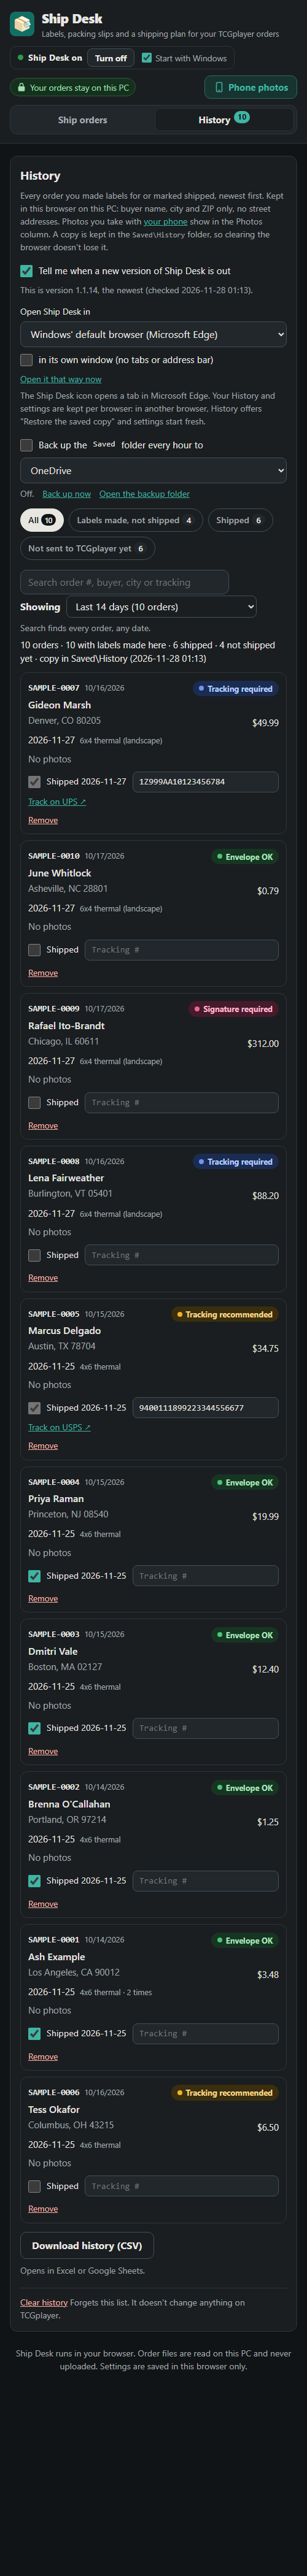 Ship Desk
Labels, packing slips and a shipping plan for your TCGplayer orders
Ship Desk on
Turn off
Start with Windows
Your orders stay on this PC
Phone photos
Ship orders
History 10
History
Every order you made labels for or marked shipped, newest first. Kept
in this browser on this PC: buyer name, city and ZIP only, no street
addresses. Photos you take with your phone show in the Photos
column. A copy is kept in the Saved\History folder, so clearing the
browser doesn't lose it.
Tell me when a new version of Ship Desk is out
This is version 1.1.14, the newest (checked 2026-11-28 01:13).
Open Ship Desk in
Windows' default browser (Microsoft Edge)
in its own window (no tabs or address bar)
Open it that way now
The Ship Desk icon opens a tab in Microsoft Edge. Your History and
settings are kept per browser: in another browser, History offers
"Restore the saved copy" and settings start fresh.
Back up the Saved folder every hour to
OneDrive
Off. Back up now Open the backup folder
All 10
Labels made, not shipped 4
Shipped 6
Not sent to TCGplayer yet 6
Search order #, buyer, city or tracking
Showing Last 14 days (10 orders)
Search finds every order, any date.
10 orders · 10 with labels made here · 6 shipped · 4 not shipped
yet · copy in Saved\History (2026-11-28 01:13)
SAMPLE-0007 10/16/2026 Tracking required
Gideon Marsh
Denver, CO 80205
$49.99
2026-11-27 6x4 thermal (landscape)
No photos
Shipped 2026-11-27 1Z999AA10123456784
Track on UPS ↗
Remove
SAMPLE-0010 10/17/2026 Envelope OK
June Whitlock
Asheville, NC 28801
$0.79
2026-11-27 6x4 thermal (landscape)
No photos
Shipped Tracking #
Remove
SAMPLE-0009 10/17/2026 Signature required
Rafael Ito-Brandt
Chicago, IL 60611
$312.00
2026-11-27 6x4 thermal (landscape)
No photos
Shipped Tracking #
Remove
SAMPLE-0008 10/16/2026 Tracking required
Lena Fairweather
Burlington, VT 05401
$88.20
2026-11-27 6x4 thermal (landscape)
No photos
Shipped Tracking #
Remove
SAMPLE-0005 10/15/2026 Tracking recommended
Marcus Delgado
Austin, TX 78704
$34.75
2026-11-25 4x6 thermal
No photos
Shipped 2026-11-25 9400111899223344556677
Track on USPS ↗
Remove
SAMPLE-0004 10/15/2026 Envelope OK
Priya Raman
Princeton, NJ 08540
$19.99
2026-11-25 4x6 thermal
No photos
Shipped 2026-11-25 Tracking #
Remove
SAMPLE-0003 10/15/2026 Envelope OK
Dmitri Vale
Boston, MA 02127
$12.40
2026-11-25 4x6 thermal
No photos
Shipped 2026-11-25 Tracking #
Remove
SAMPLE-0002 10/14/2026 Envelope OK
Brenna O'Callahan
Portland, OR 97214
$1.25
2026-11-25 4x6 thermal
No photos
Shipped 2026-11-25 Tracking #
Remove
SAMPLE-0001 10/14/2026 Envelope OK
Ash Example
Los Angeles, CA 90012
$3.48
2026-11-25 4x6 thermal · 2 times
No photos
Shipped 2026-11-25 Tracking #
Remove
SAMPLE-0006 10/16/2026 Tracking recommended
Tess Okafor
Columbus, OH 43215
$6.50
2026-11-25 4x6 thermal
No photos
Shipped Tracking #
Remove
Download history (CSV)
Opens in Excel or Google Sheets.
Clear history Forgets this list. It doesn't change anything on
TCGplayer.
Ship Desk runs in your browser. Order files are read on this PC and never
uploaded. Settings are saved in this browser only.